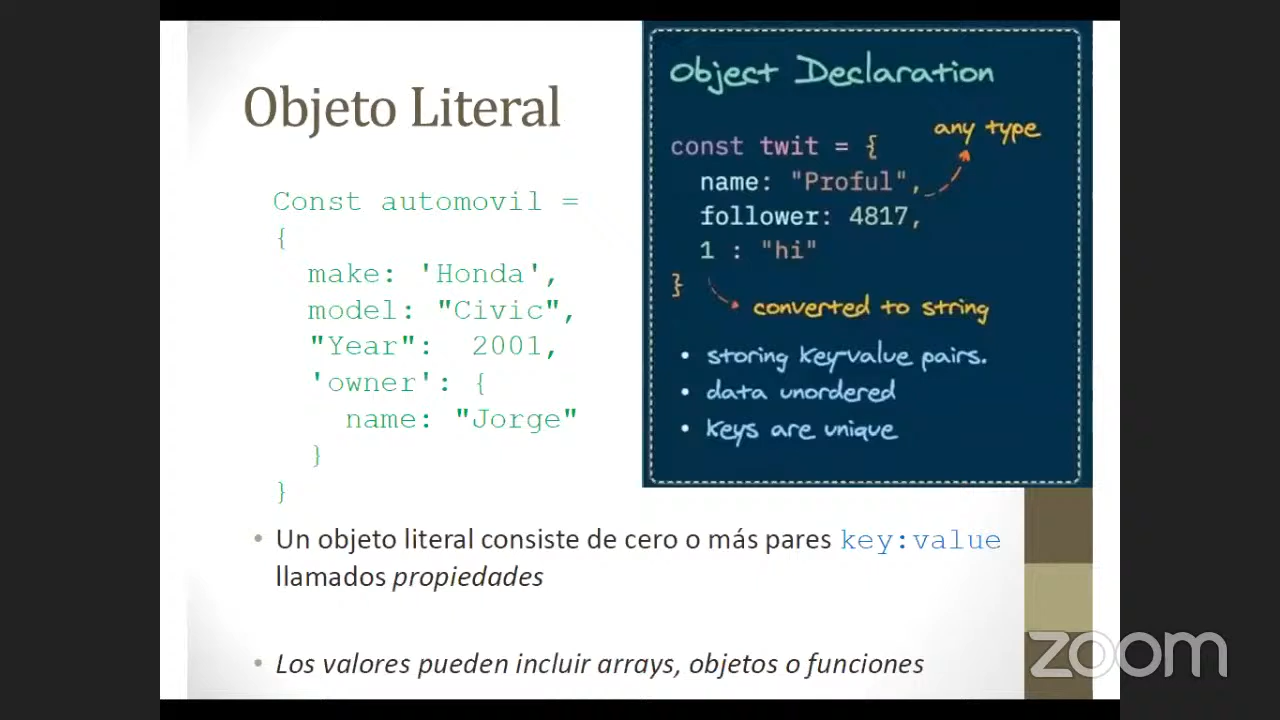 Objeto Literal
Const automovil =
{
make: 'Honda',
model: "Civic",
"Year": 2001,
'owner': {
name: "Jorge"
}
}
Object Declaration
any type
const twit = {
name: "Proful",
follower: 4817,
1 : "hi"
}
converted to string
• storing key-value pairs.
• data unordered
• keys are unique
• Un objeto literal consiste de cero o más pares key:value
llamados propiedades
• Los valores pueden incluir arrays, objetos o funciones
zoom